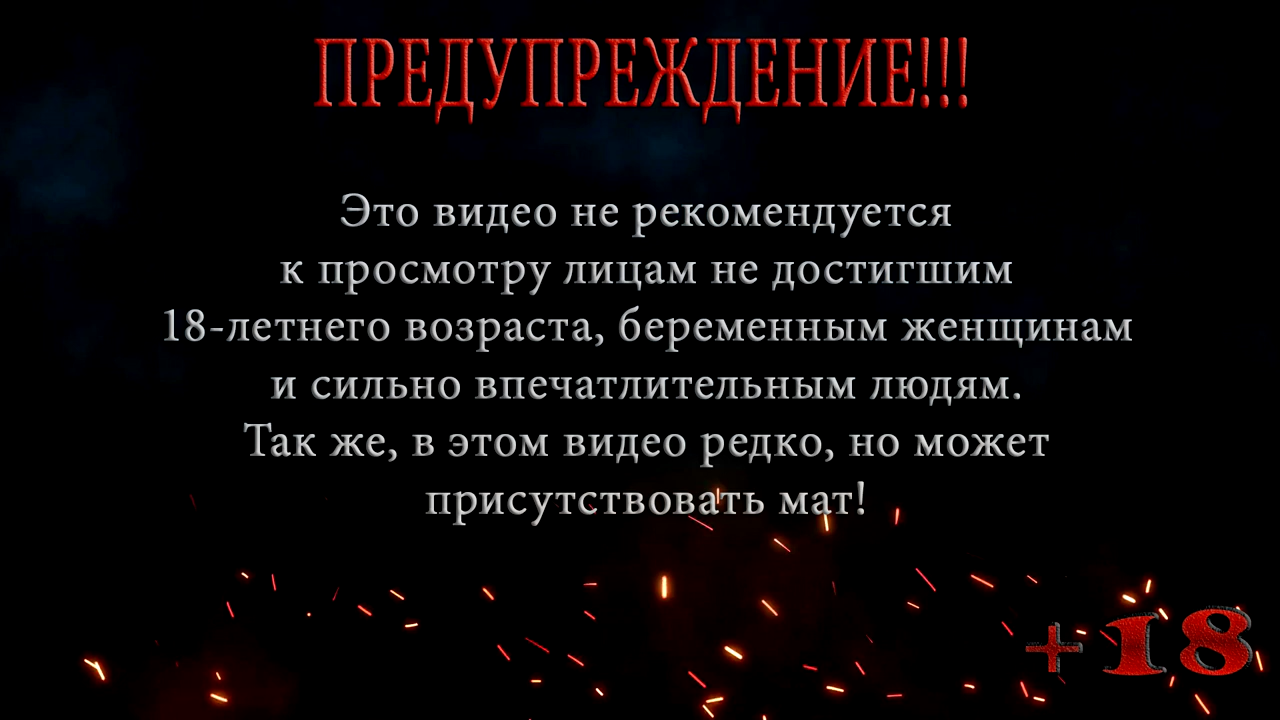 ПРЕДУПРЕЖДЕНИЕ!!!
Это видео не рекомендуется
к просмотру лицам не достигшим
18-летнего возраста, беременным женщинам
и сильно впечатлительным людям.
Так же, в этом видео редко, но может
присутствовать мат!
+18